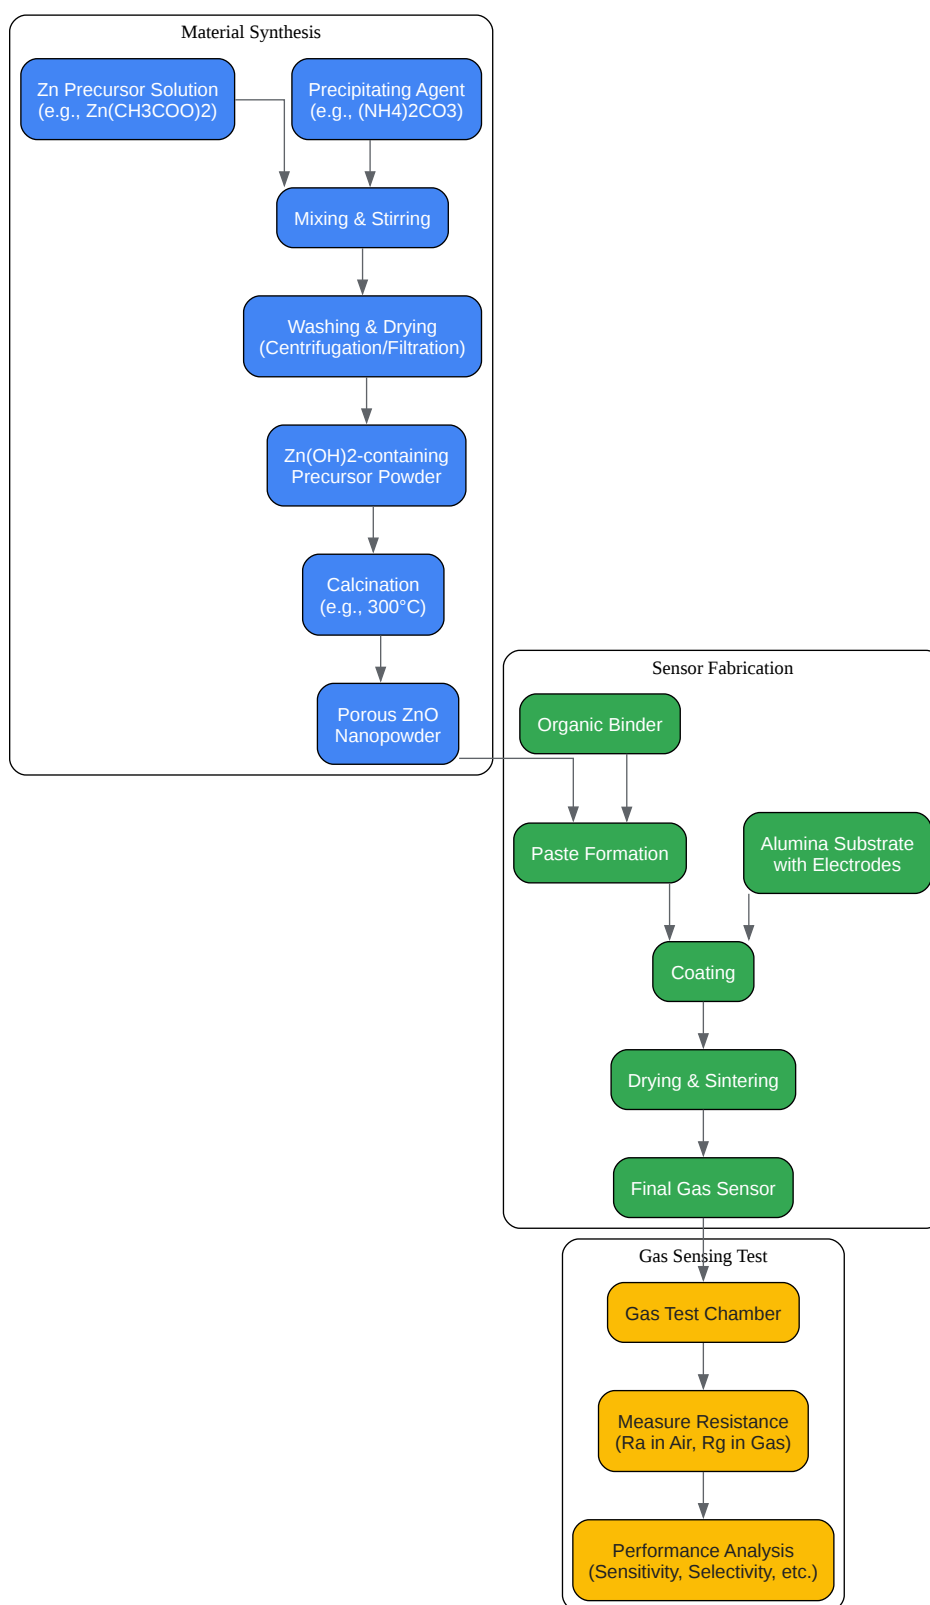 Material Synthesis
Zn Precursor Solution
(e.g., Zn(CH3COO)2)
Precipitating Agent
(e.g., (NH4)2CO3)
Mixing & Stirring
Washing & Drying
(Centrifugation/Filtration)
Zn(OH)2-containing
Precursor Powder
Calcination
(e.g., 300°C)
Porous ZnO
Nanopowder
Sensor Fabrication
Organic Binder
Paste Formation
Alumina Substrate
with Electrodes
Coating
Drying & Sintering
Final Gas Sensor
Gas Sensing Test
Gas Test Chamber
Measure Resistance
(Ra in Air, Rg in Gas)
Performance Analysis
(Sensitivity, Selectivity, etc.)